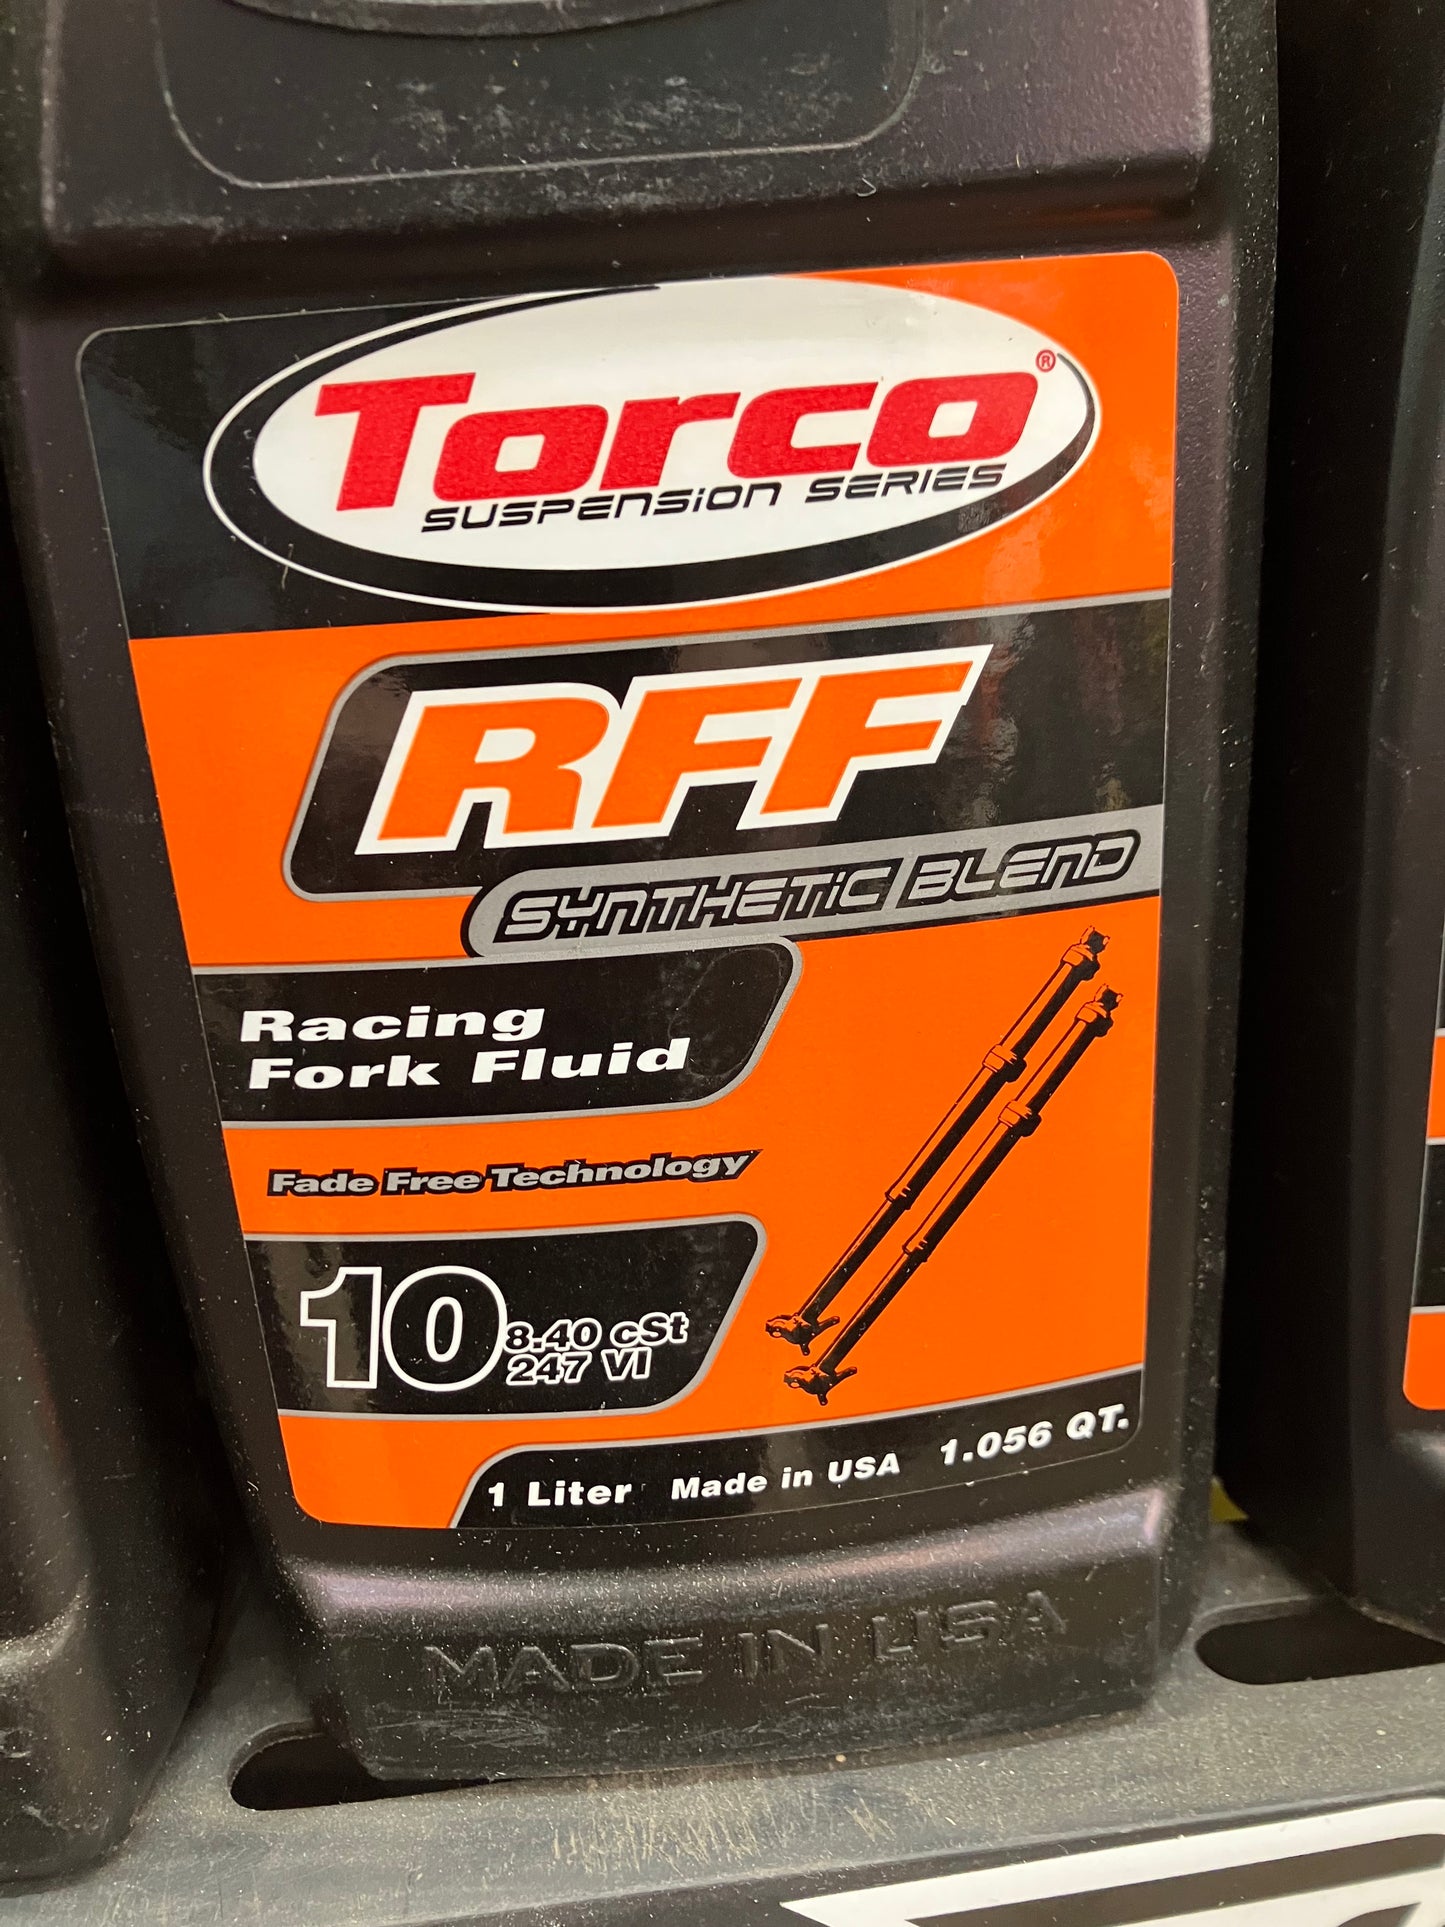 Torco®
SUSPENSION SERIES
RFF
SYNTHETIC BLEND
Racing
Fork Fluid
Fade Free Technology
10
8.40 cSt
247 VI
1 Liter Made in USA 1.056 QT.
MADE IN USA